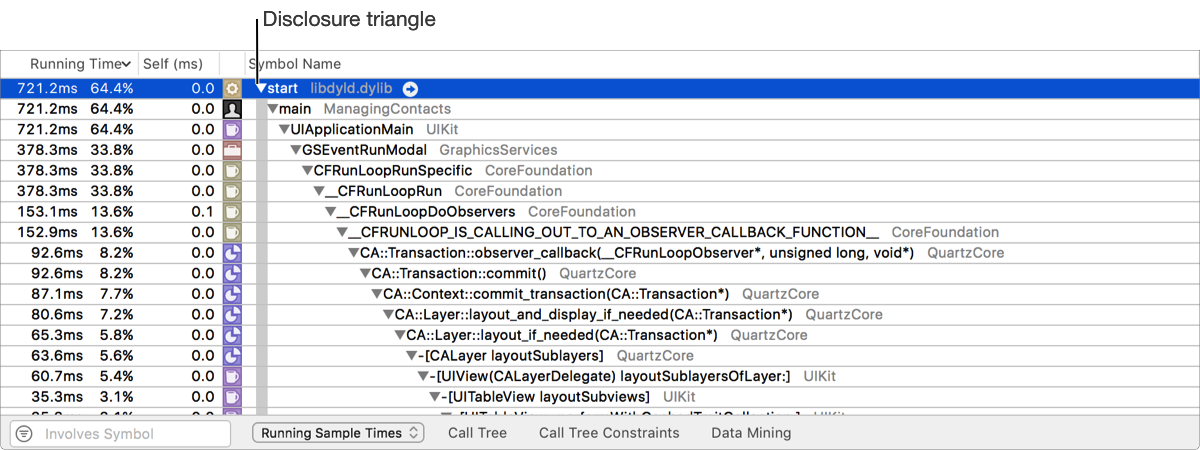 Disclosure triangle
Running Time Self (ms) Symbol Name
721.2ms 64.4% 0.0 start libdyld.dylib
721.2ms 64.4% 0.0 main ManagingContacts
721.2ms 64.4% 0.0 UIApplicationMain UIKit
378.3ms 33.8% 0.0 GSEventRunModal GraphicsServices
378.3ms 33.8% 0.0 CFRunLoopRunSpecific CoreFoundation
378.3ms 33.8% 0.0 __CFRunLoopRun CoreFoundation
153.1ms 13.6% 0.1 __CFRunLoopDoObservers CoreFoundation
152.9ms 13.6% 0.0 __CFRUNLOOP_IS_CALLING_OUT_TO_AN_OBSERVER_CALLBACK_FUNCTION__ CoreFoundation
92.6ms 8.2% 0.0 CA::Transaction::observer_callback(__CFRunLoopObserver*, unsigned long, void*) QuartzCore
92.6ms 8.2% 0.0 CA::Transaction::commit() QuartzCore
87.1ms 7.7% 0.0 CA::Context::commit_transaction(CA::Transaction*) QuartzCore
80.6ms 7.2% 0.0 CA::Layer::layout_and_display_if_needed(CA::Transaction*) QuartzCore
65.3ms 5.8% 0.0 CA::Layer::layout_if_needed(CA::Transaction*) QuartzCore
63.6ms 5.6% 0.0 -[CALayer layoutSublayers] QuartzCore
60.7ms 5.4% 0.0 -[UIView(CALayerDelegate) layoutSublayersOfLayer:] UIKit
35.3ms 3.1% 0.0 -[UITableView layoutSubviews] UIKit
Involves Symbol Running Sample Times Call Tree Call Tree Constraints Data Mining